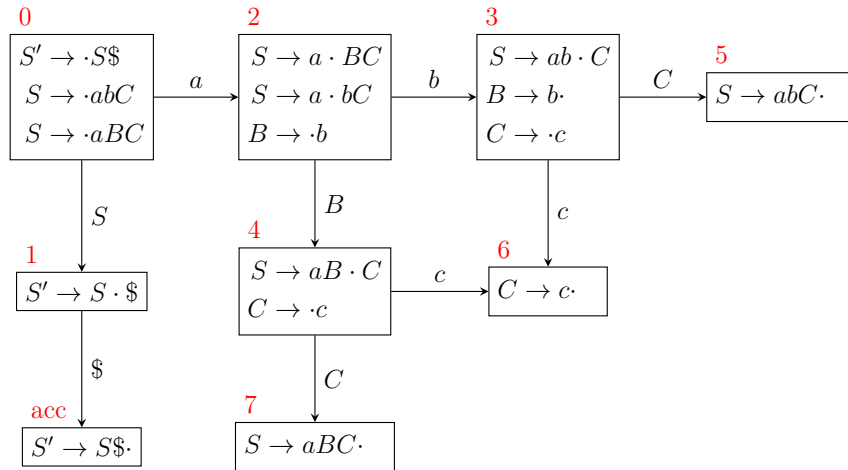 0
S′ → ·S$
S → ·abC
S → ·aBC
a
2
S → a · BC
S → a · bC
B → ·b
b
3
S → ab · C
B → b·
C → ·c
C
5
S → abC·
S
B
c
1
S′ → S · $
4
S → aB · C
C → ·c
c
6
C → c·
$
C
acc
S′ → S$·
7
S → aBC·